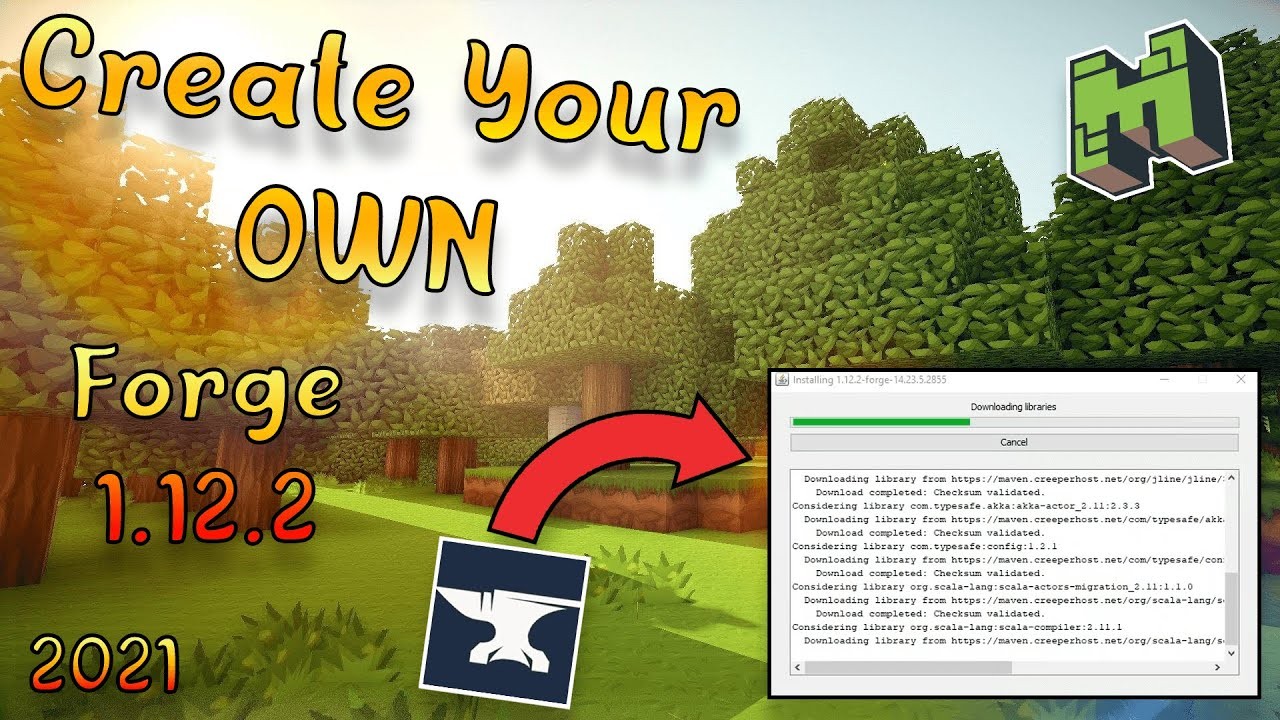 Create Your
OWN
Forge
1.12.2
2021
M
Installing 1.12.2-forge-14.23.5.2855
Downloading libraries
Cancel
Downloading library from https://maven.creeperhost.net/org/jline/jline/
Download completed: Checksum validated.
Considering library com.typesafe.akka:akka-actor_2.11:2.3.3
Downloading library from https://maven.creeperhost.net/com/typesafe/akk
Download completed: Checksum validated.
Considering library com.typesafe:config:1.2.1
Downloading library from https://maven.creeperhost.net/com/typesafe/con
Download completed: Checksum validated.
Considering library org.scala-lang:scala-actors-migration_2.11:1.1.0
Downloading library from https://maven.creeperhost.net/org/scala-lang/s
Download completed: Checksum validated.
Considering library org.scala-lang:scala-compiler:2.11.1
Downloading library from https://maven.creeperhost.net/org/scala-lang/s